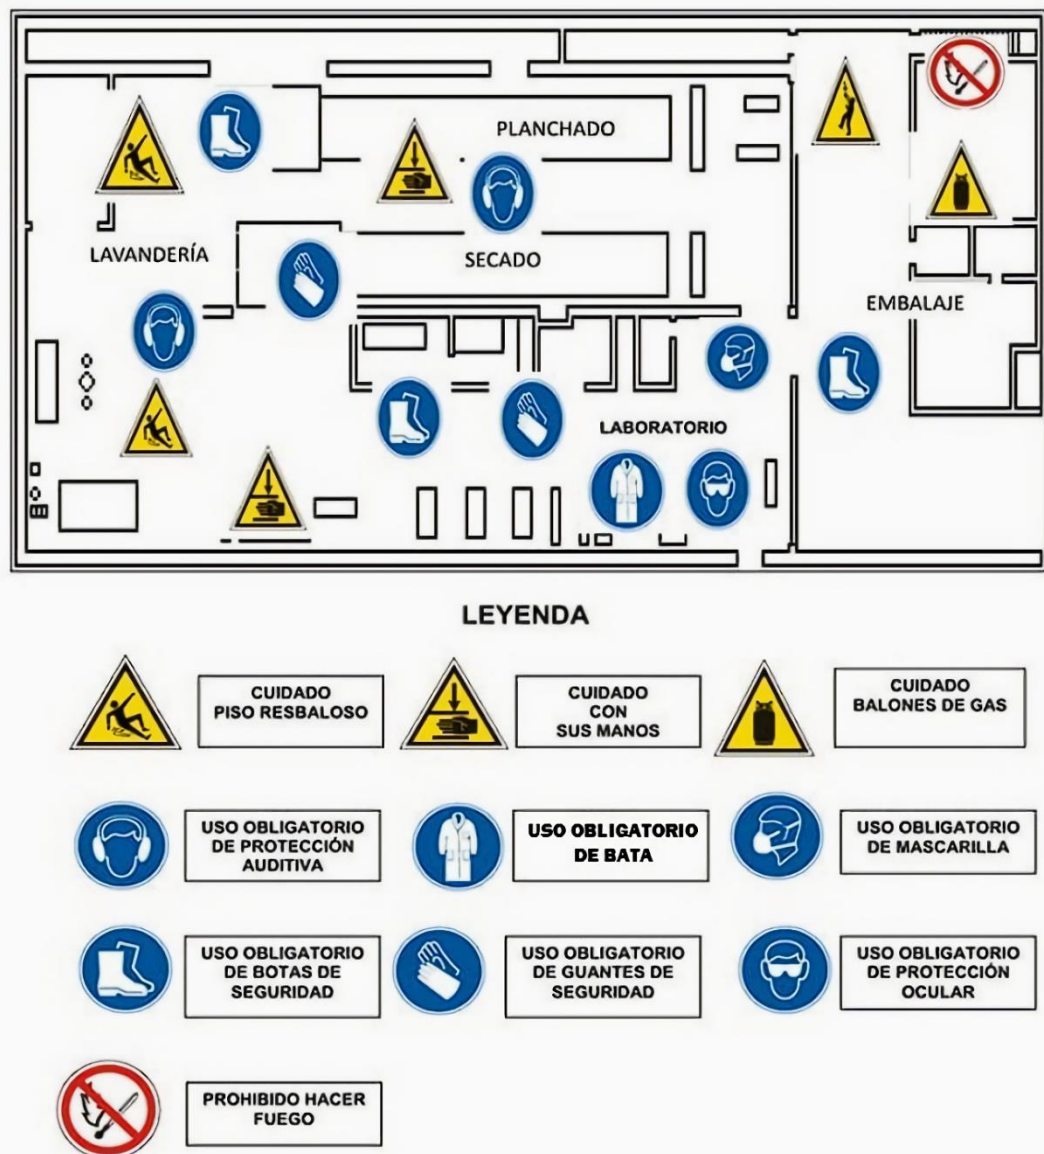 PLANCHADO
LAVANDERÍA
SECADO
EMBALAJE
LABORATORIO
LEYENDA
CUIDADO
PISO RESBALOSO
CUIDADO
CON
SUS MANOS
CUIDADO
BALONES DE GAS
USO OBLIGATORIO
DE PROTECCIÓN
AUDITIVA
USO OBLIGATORIO
DE BATA
USO OBLIGATORIO
DE MASCARILLA
USO OBLIGATORIO
DE BOTAS DE
SEGURIDAD
USO OBLIGATORIO
DE GUANTES DE
SEGURIDAD
USO OBLIGATORIO
DE PROTECCIÓN
OCULAR
PROHIBIDO HACER
FUEGO